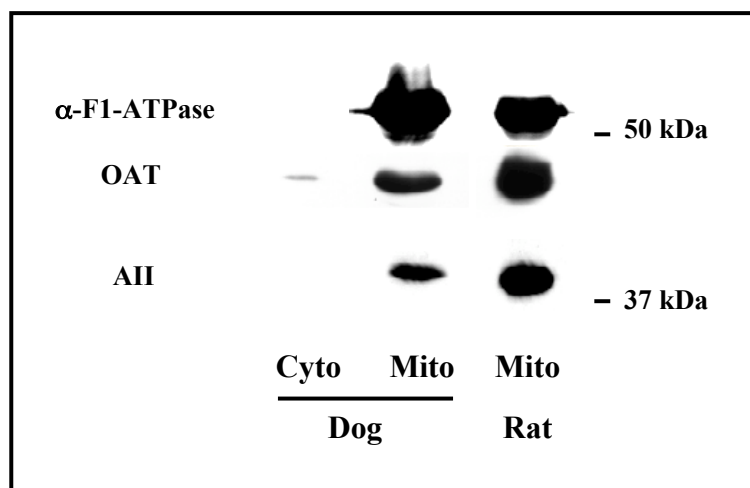 α-F1-ATPase
– 50 kDa
OAT
AII
– 37 kDa
Cyto Mito Mito
Dog Rat